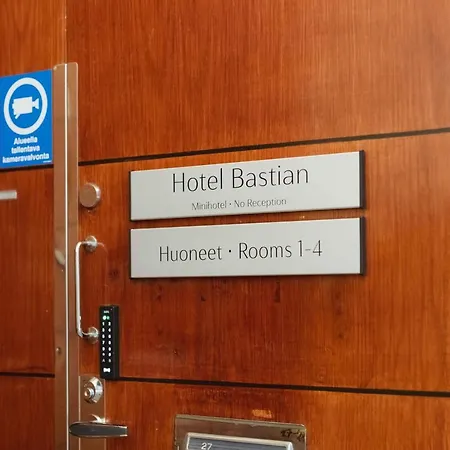 Alueella
tallentava
kameravalvonta
Hotel Bastian
Minihotel • No Reception
Huoneet • Rooms 1-4
27